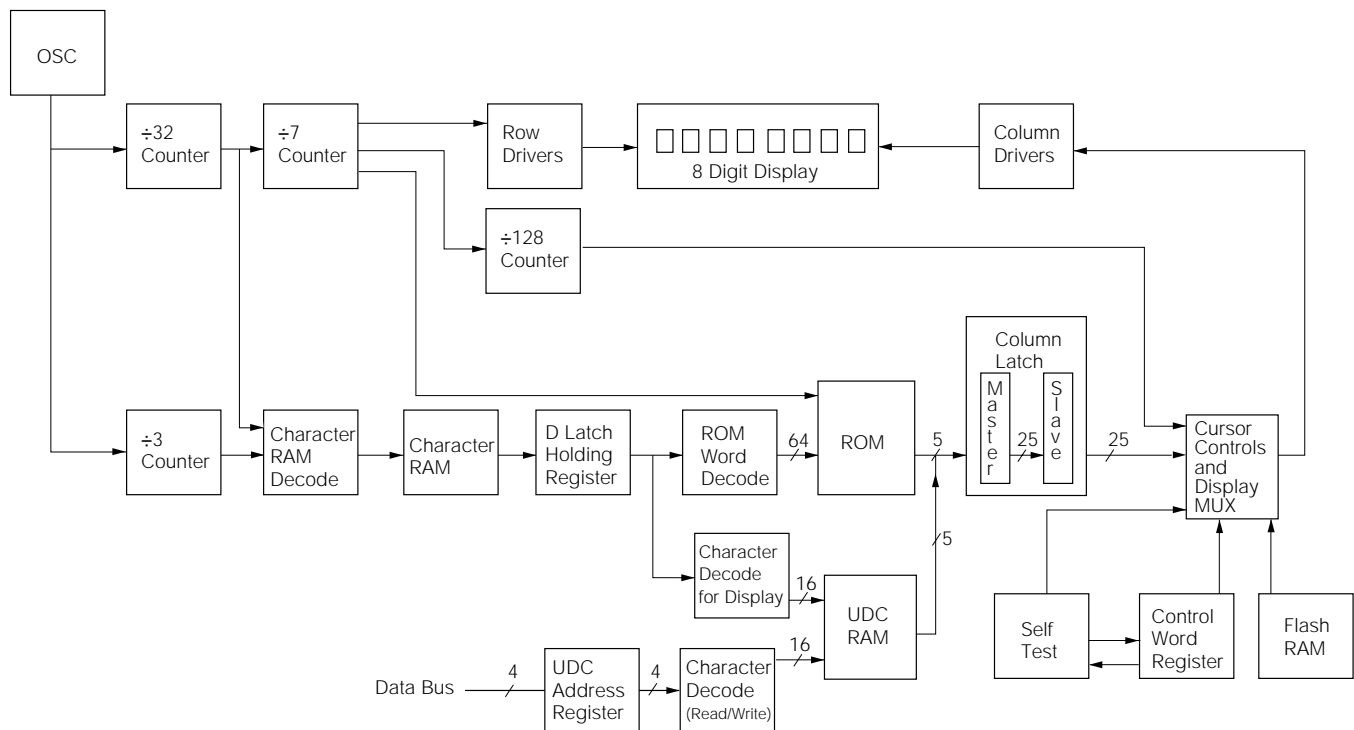 OSC
÷32
Counter
÷7
Counter
Row
Drivers
8 Digit Display
Column
Drivers
÷128
Counter
Column
Latch
Master
Slave
25
25
÷3
Counter
Character
RAM
Decode
Character
RAM
D Latch
Holding
Register
ROM
Word
Decode
64
ROM
5
Cursor
Controls
and
Display
MUX
5
Character
Decode
for Display
16
UDC
RAM
16
Self
Test
Control
Word
Register
Flash
RAM
Data Bus
4
UDC
Address
Register
4
Character
Decode
(Read/Write)